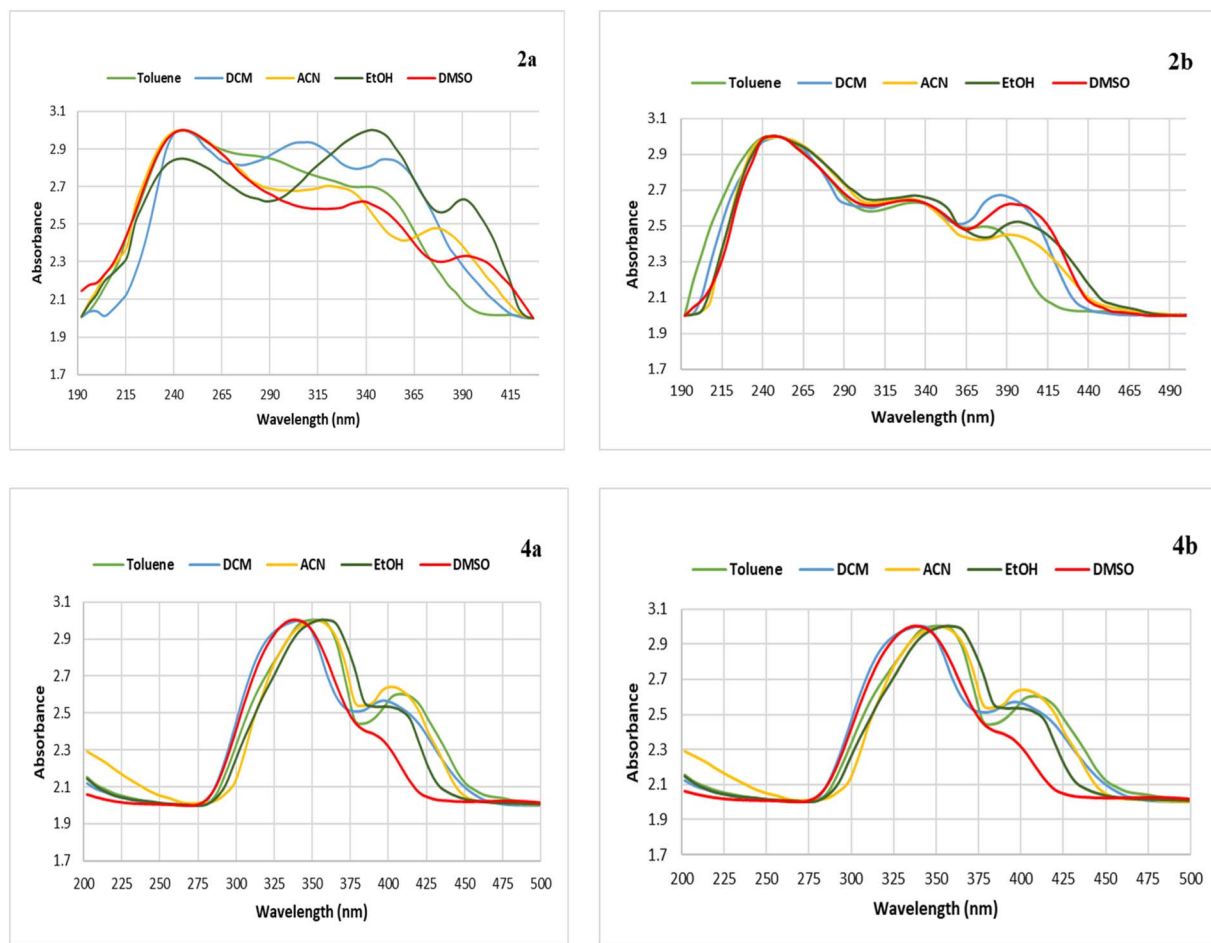 2a
Toluene DCM ACN EtOH DMSO
3.1
2.9
2.7
2.5
2.3
2.1
1.9
1.7
Absorbance
190 215 240 265 290 315 340 365 390 415
Wavelength (nm)
2b
Toluene DCM ACN EtOH DMSO
3.1
2.9
2.7
2.5
2.3
2.1
1.9
1.7
Absorbance
190 215 240 265 290 315 340 365 390 415 440 465 490
Wavelength (nm)
4a
Toluene DCM ACN EtOH DMSO
3.1
2.9
2.7
2.5
2.3
2.1
1.9
1.7
Absorbance
200 225 250 275 300 325 350 375 400 425 450 475 500
Wavelength (nm)
4b
Toluene DCM ACN EtOH DMSO
3.1
2.9
2.7
2.5
2.3
2.1
1.9
1.7
Absorbance
200 225 250 275 300 325 350 375 400 425 450 475 500
Wavelength (nm)